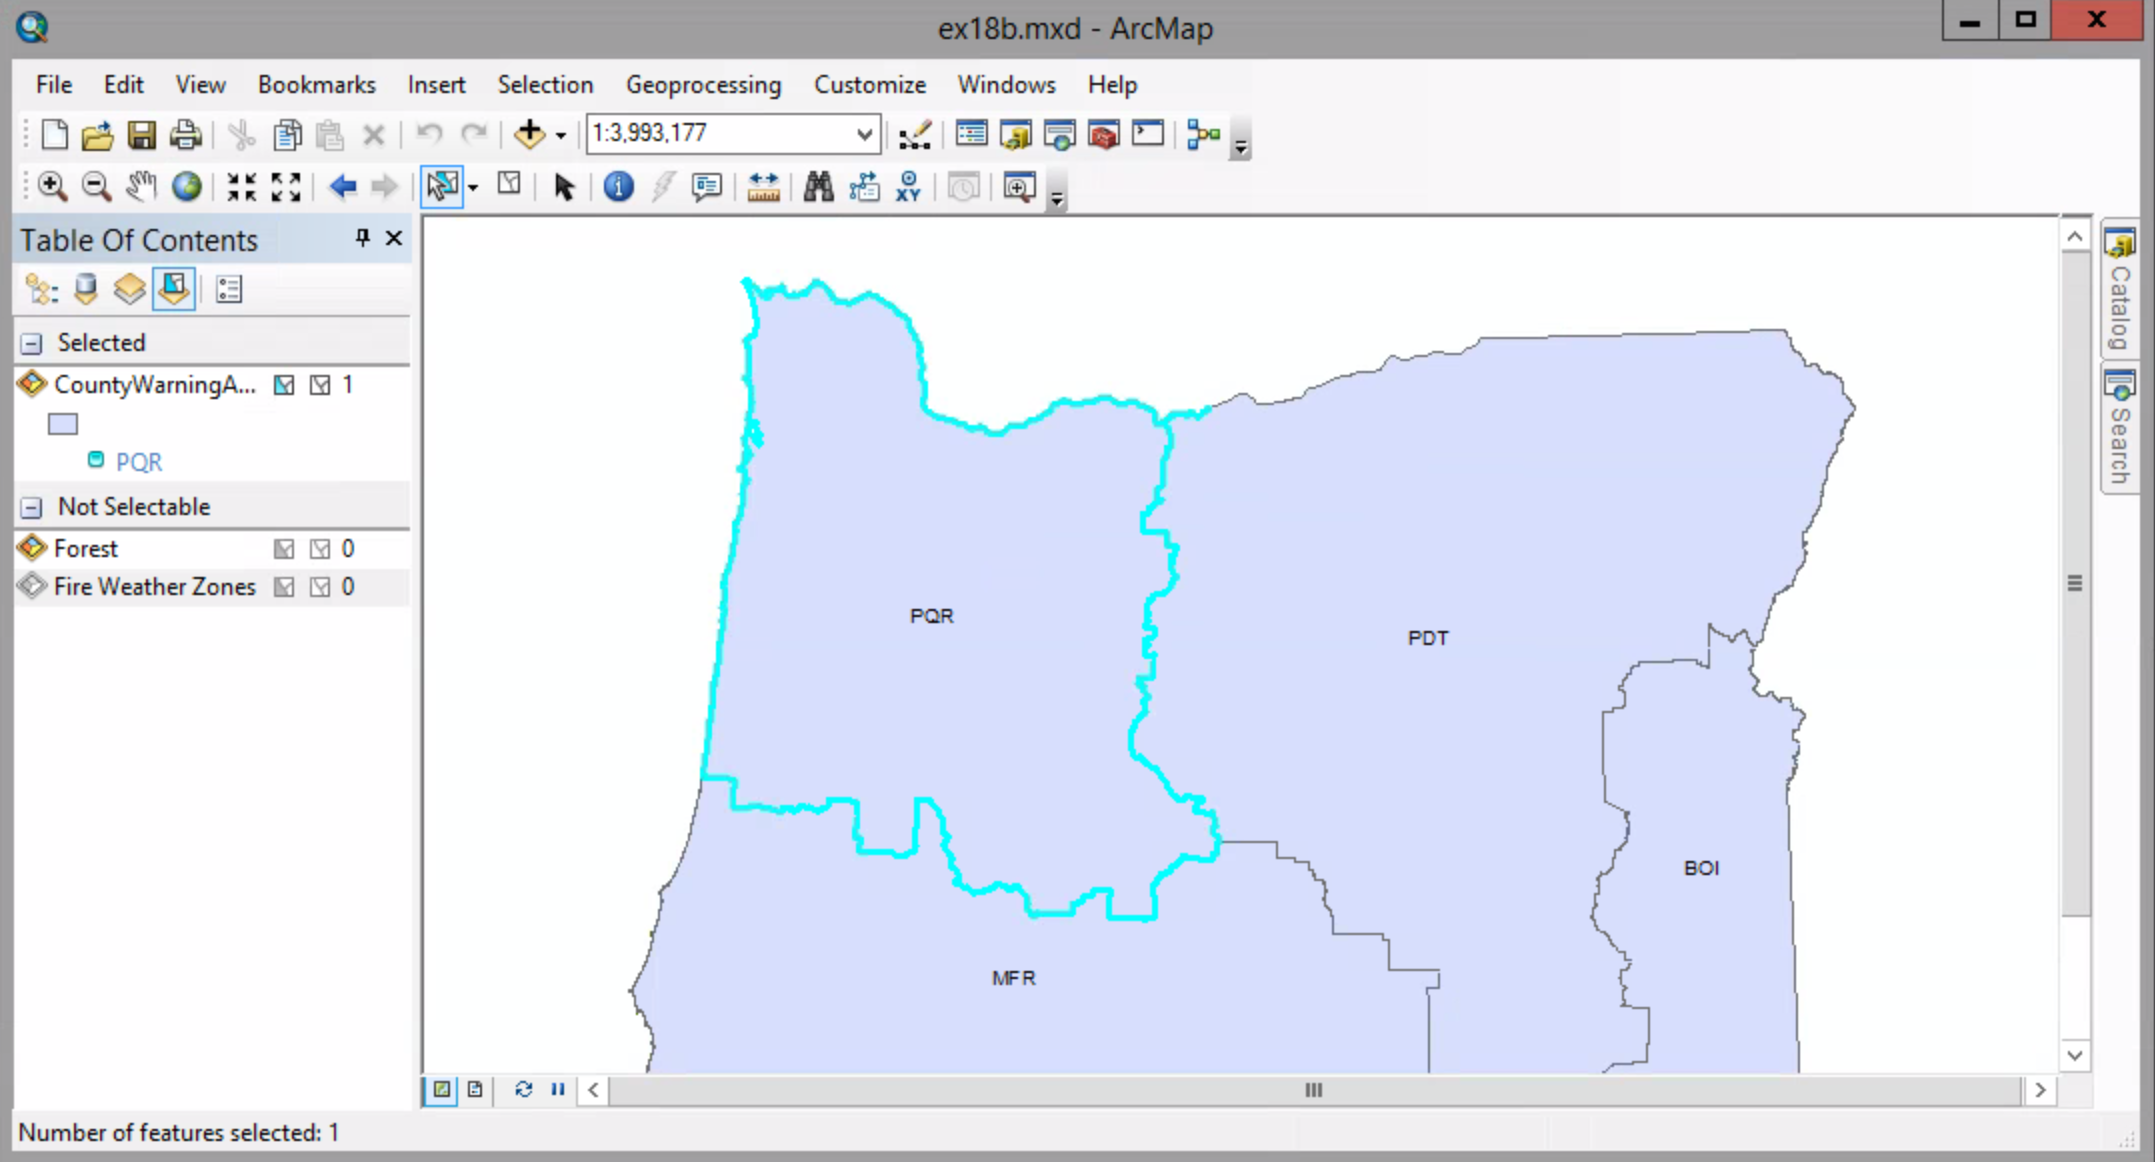 ex18b.mxd - ArcMap
File Edit View Bookmarks Insert Selection Geoprocessing Customize Windows Help
1:3,993,177
XY
Table Of Contents
Selected
CountyWarningA... 1
PQR
Not Selectable
Forest 0
Fire Weather Zones 0
PQR
PDT
BOI
MFR
Catalog
Search
Number of features selected: 1